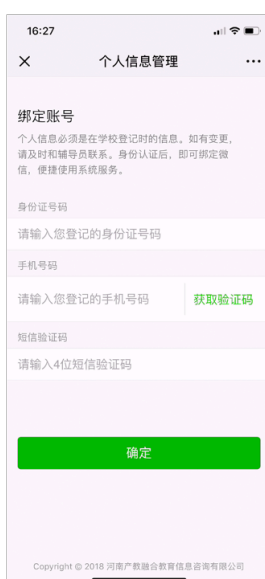 16:27
个人信息管理
绑定账号
个人信息必须是在学校登记时的信息。如有变更,
请及时和辅导员联系。身份认证后，即可绑定微
信，便捷使用系统服务。
身份证号码
请输入您登记的身份证号码
手机号码
请输入您登记的手机号码 获取验证码
短信验证码
请输入4位短信验证码
确定
Copyright © 2018 河南产教融合教育信息咨询有限公司